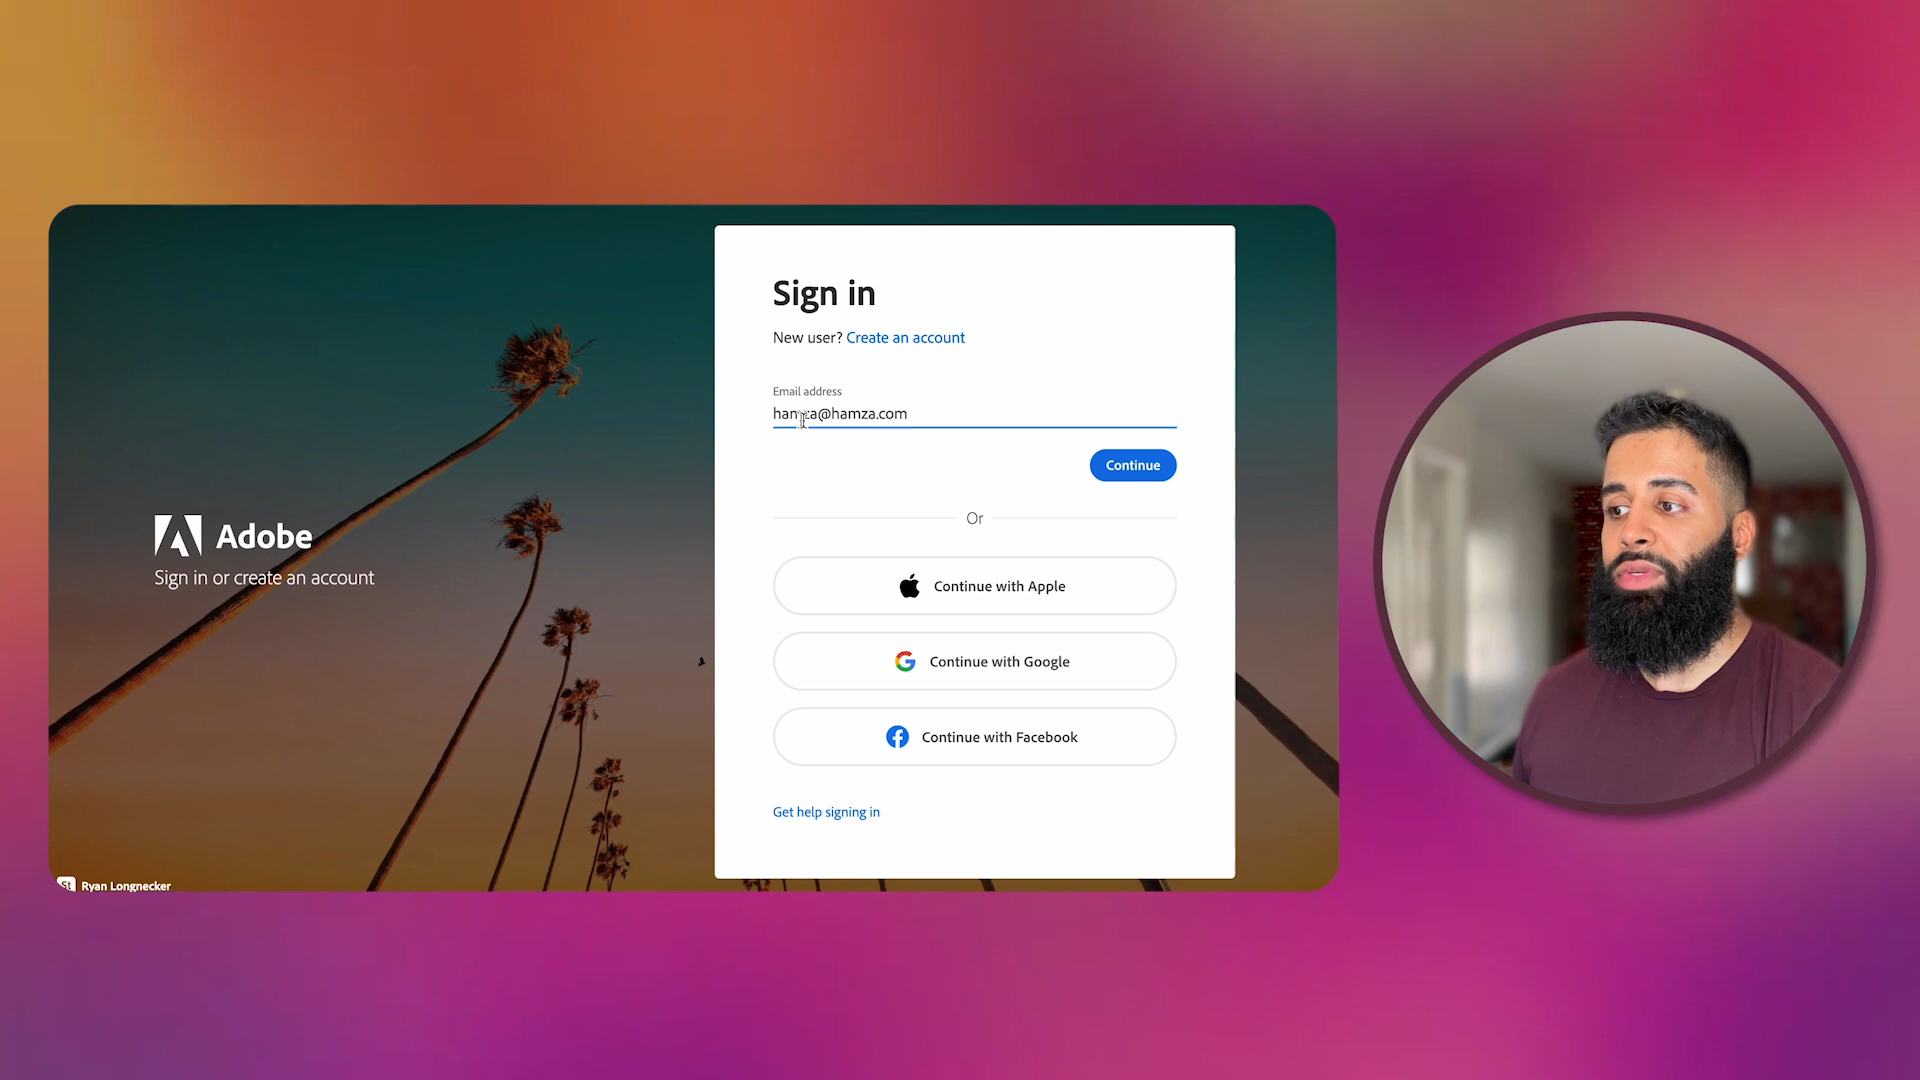 Sign in
New user? Create an account
Email address
hamza@hamza.com
Continue
Or
Continue with Apple
Continue with Google
Continue with Facebook
Get help signing in
Adobe
Sign in or create an account
St Ryan Longnecker